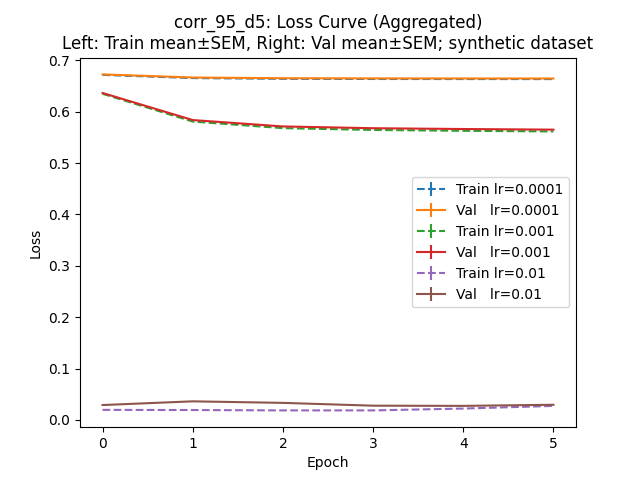 corr_95_d5: Loss Curve (Aggregated)
Left: Train mean±SEM, Right: Val mean±SEM; synthetic dataset
0.7
0.6
0.5
0.4
0.3
0.2
0.1
0.0
Loss
Train lr=0.0001
Val lr=0.0001
Train lr=0.001
Val lr=0.001
Train lr=0.01
Val lr=0.01
0 1 2 3 4 5
Epoch